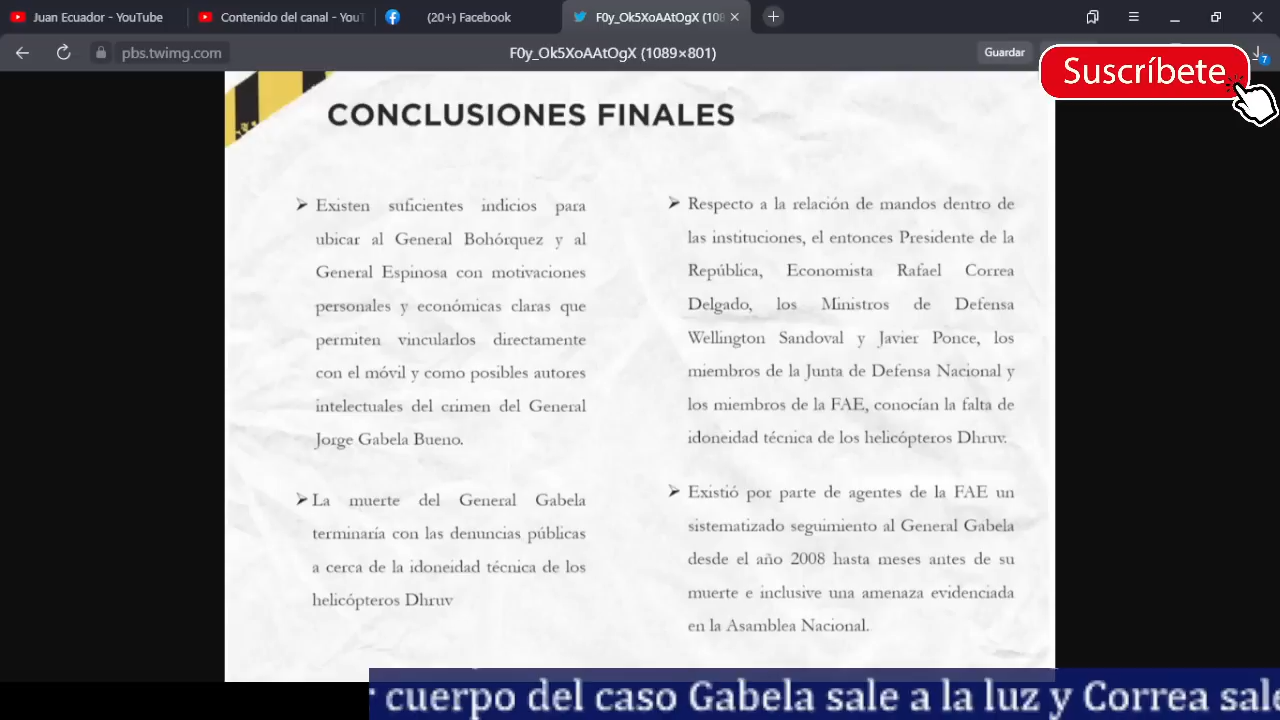 Juan Ecuador - YouTube
Contenido del canal - YouT
(20+) Facebook
F0y_Ok5XoAAtOgX (108
pbs.twimg.com
F0y_Ok5XoAAtOgX (1089×801)
Guardar
7
Suscríbete
CONCLUSIONES FINALES
➤ Existen suficientes indicios para
ubicar al General Bohórquez y al
General Espinosa con motivaciones
personales y económicas claras que
permiten vincularlos directamente
con el móvil y como posibles autores
intelectuales del crimen del General
Jorge Gabela Bueno.
➤ La muerte del General Gabela
terminaría con las denuncias públicas
a cerca de la idoneidad técnica de los
helicópteros Dhruv
➤ Respecto a la relación de mandos dentro de
las instituciones, el entonces Presidente de la
República, Economista Rafael Correa
Delgado, los Ministros de Defensa
Wellington Sandoval y Javier Ponce, los
miembros de la Junta de Defensa Nacional y
los miembros de la FAE, conocían la falta de
idoneidad técnica de los helicópteros Dhruv.
➤ Existió por parte de agentes de la FAE un
sistematizado seguimiento al General Gabela
desde el año 2008 hasta meses antes de su
muerte e inclusive una amenaza evidenciada
en la Asamblea Nacional.
cuerpo del caso Gabela sale a la luz y Correa sale